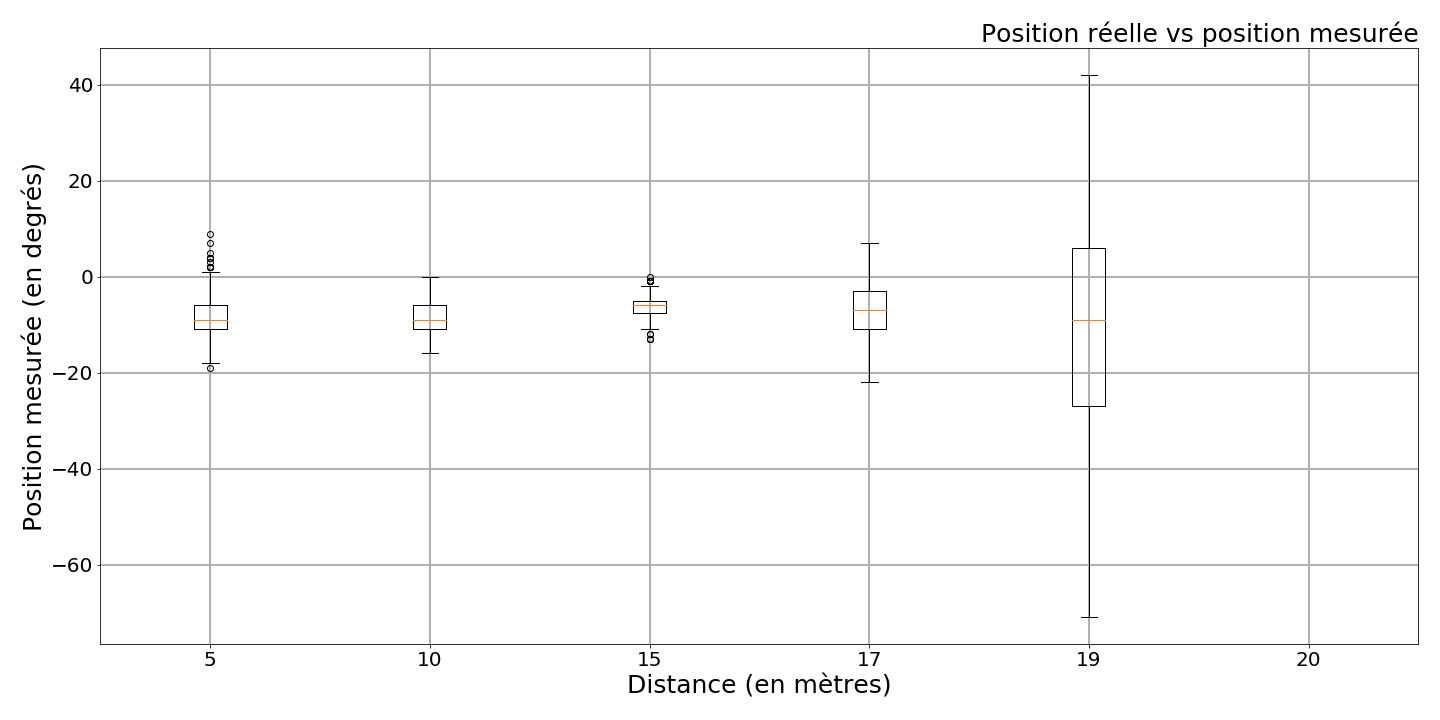 Position réelle vs position mesurée
Position mesurée (en degrés)
40
20
0
−20
−40
−60
5 10 15 17 19 20
Distance (en mètres)